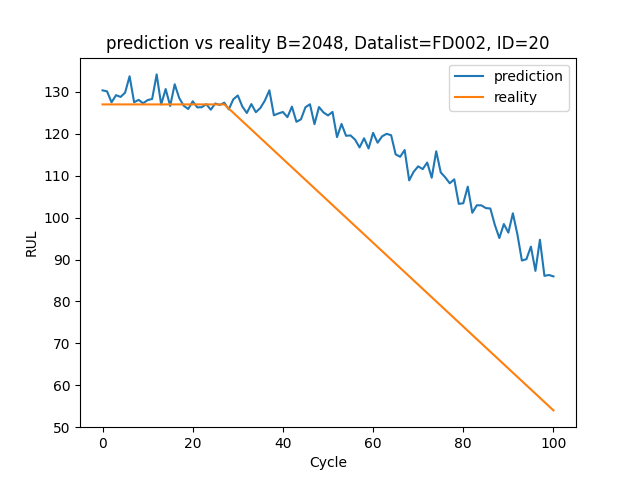 prediction vs reality B=2048, Datalist=FD002, ID=20
prediction
reality
130
120
110
100
90
80
70
60
50
RUL
0 20 40 60 80 100
Cycle